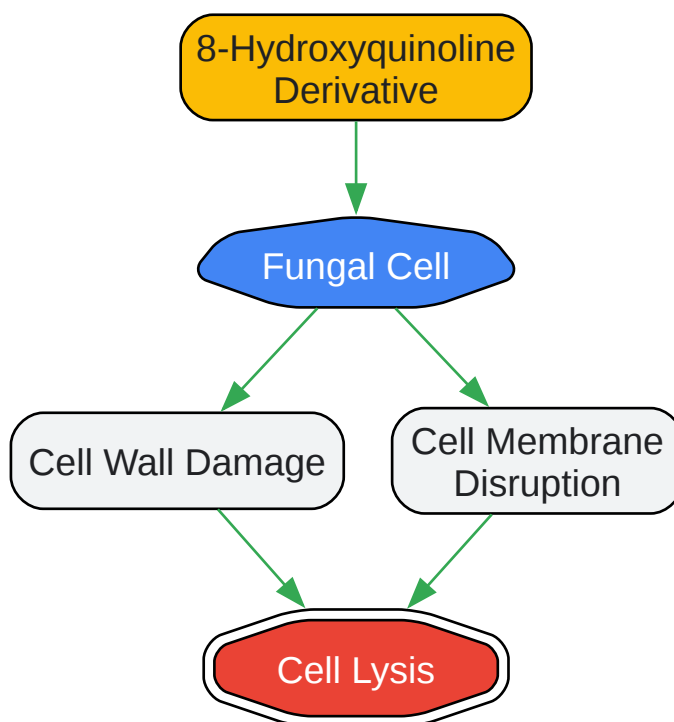 8-Hydroxyquinoline
Derivative
Fungal Cell
Cell Wall Damage
Cell Membrane
Disruption
Cell Lysis